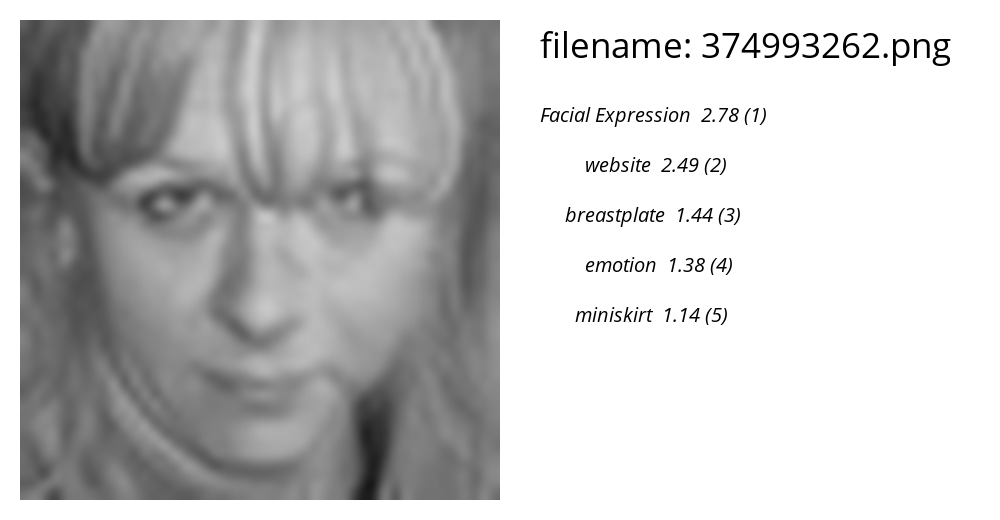 filename: 374993262.png
Facial Expression 2.78 (1)
website 2.49 (2)
breastplate 1.44 (3)
emotion 1.38 (4)
miniskirt 1.14 (5)